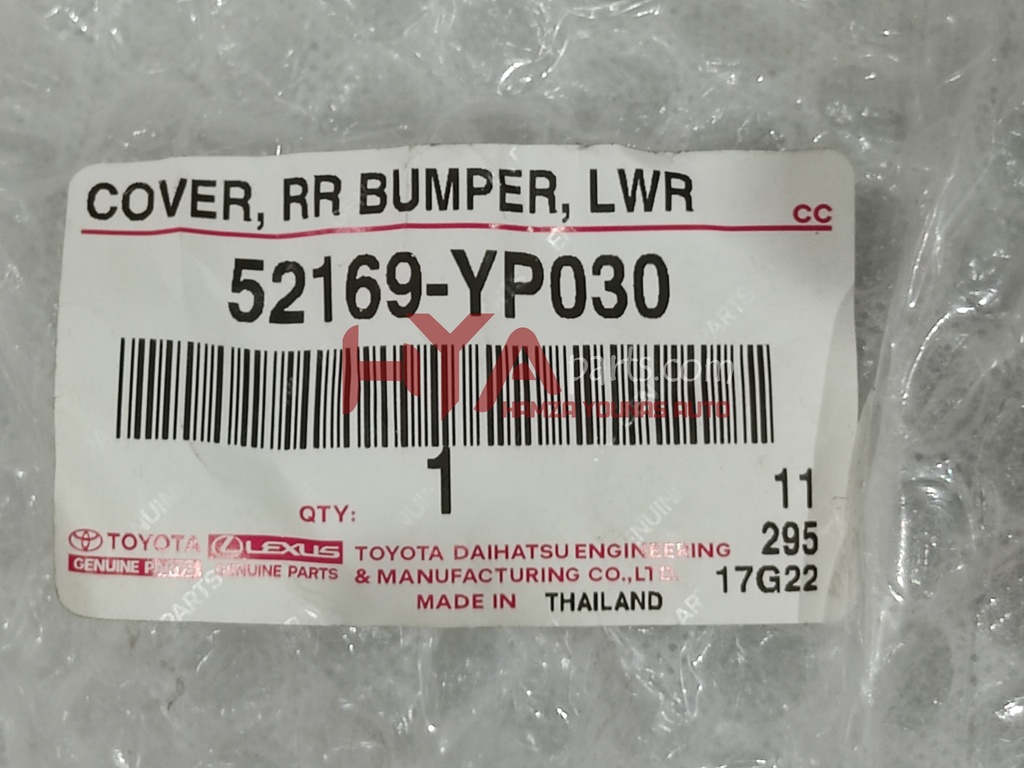 COVER, RR BUMPER, LWR
CC
52169-YP030
HYA parts.com
HAMZA YOUNAS AUTO
1
QTY:
11
295
17G22
TOYOTA
GENUINE PARTS
LEXUS
GENUINE PARTS
TOYOTA DAIHATSU ENGINEERING
& MANUFACTURING CO.,LTD.
MADE IN THAILAND